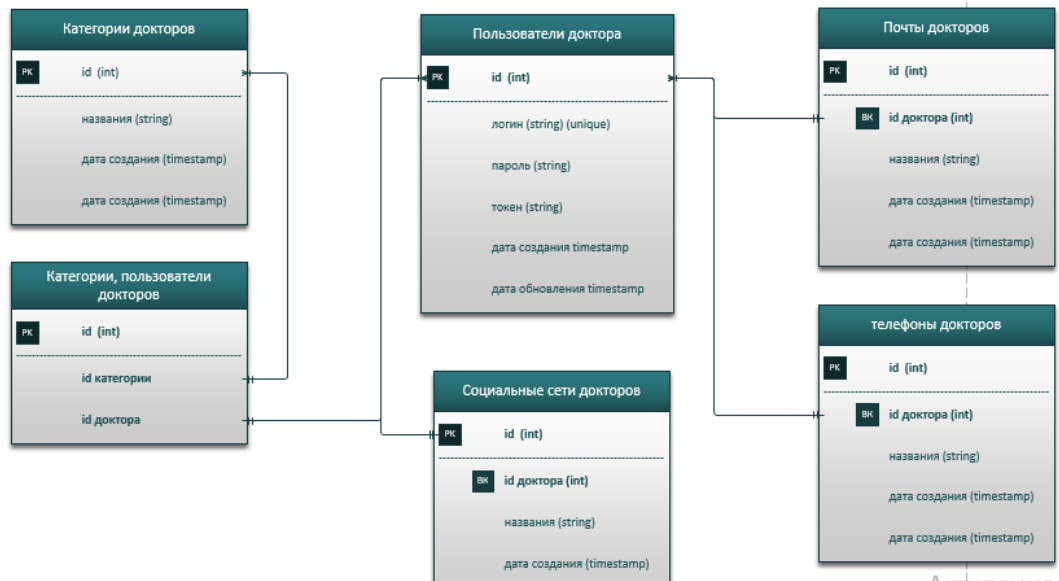 Категории докторов
PK id (int)
названия (string)
дата создания (timestamp)
дата создания (timestamp)
Категории, пользователи
докторов
PK id (int)
id категории
id доктора
Пользователи доктора
PK id (int)
логин (string) (unique)
пароль (string)
токен (string)
дата создания timestamp
дата обновления timestamp
Социальные сети докторов
PK id (int)
ВК id доктора (int)
названия (string)
дата создания (timestamp)
Почты докторов
PK id (int)
ВК id доктора (int)
названия (string)
дата создания (timestamp)
дата создания (timestamp)
телефоны докторов
PK id (int)
ВК id доктора (int)
названия (string)
дата создания (timestamp)
дата создания (timestamp)